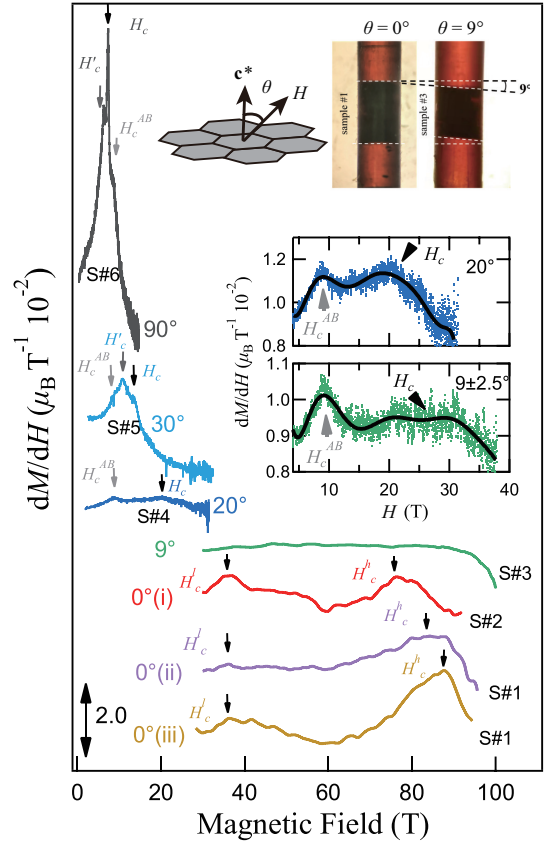 H_c
H'_c
H_c^{AB}
S#6
90°
c*
θ
H
θ = 0°
θ = 9°
sample #1
sample #3
9°
dM/dH (μ_B T^{-1} 10^{-2})
H_c^{AB}
H'_c
H_c
S#5
30°
H_c^{AB}
H_c
S#4
20°
dM/dH (μ_B T^{-1} 10^{-2})
1.2
1.0
0.8
H_c
20°
H_c^{AB}
1.1
1.0
0.9
0.8
H_c
9±2.5°
H_c^{AB}
10 20 30 40
H (T)
9°
S#3
H_c^l
H_c^h
0°(i)
S#2
H_c^l
H_c^h
0°(ii)
S#1
H_c^l
H_c^h
0°(iii)
S#1
2.0
0 20 40 60 80 100
Magnetic Field (T)